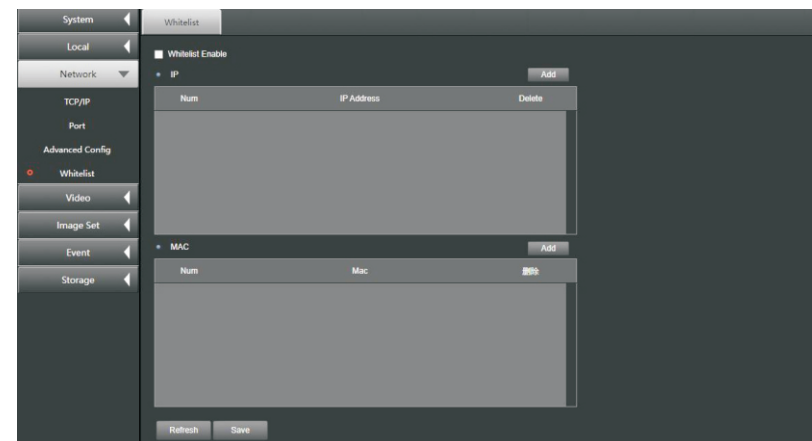 System
Local
Network
TCP/IP
Port
Advanced Config
Whitelist
Video
Image Set
Event
Storage
Whitelist
Whitelist Enable
IP
Add
Num IP Address Delete
MAC
Add
Num Mac 删除
Refresh Save